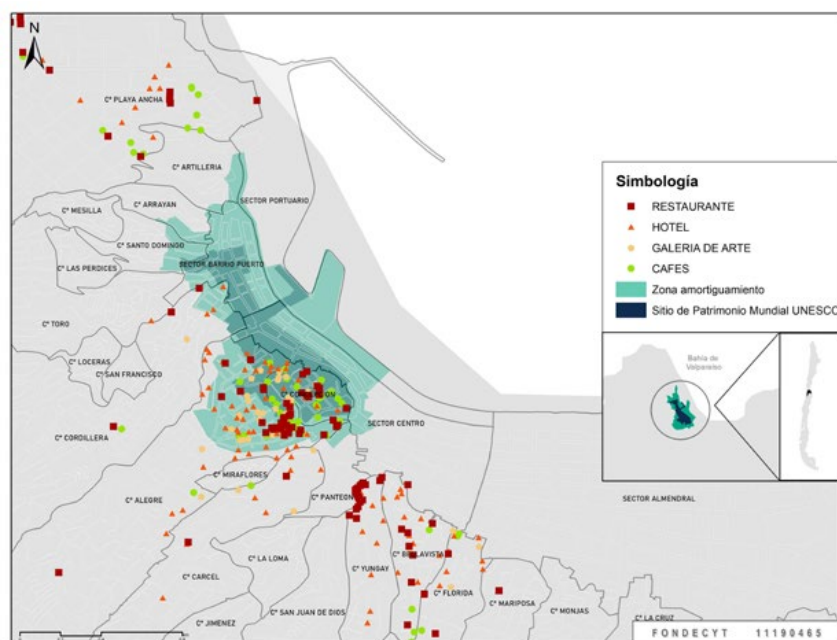 N
Cº PLAYA ANCHA
Cº ARTILLERIA
SECTOR PORTUARIO
Cº ARRAYAN
Cº MESILLA
Cº SANTO DOMINGO
SECTOR BARRIO PUERTO
Cº LAS PERDICES
Cº TORO
Cº LOCERAS
Cº SAN FRANCISCO
Cº CONCEPCION
SECTOR CENTRO
Cº CORDILLERA
Cº MIRAFLORES
Cº ALEGRE
Cº PANTEON
SECTOR ALMENDRAL
Cº LA LOMA
Cº BELLAVISTA
Cº CARCEL
Cº YUNGAY
Cº FLORIDA
Cº MARIPOSA
Cº SAN JUAN DE DIOS
Cº MONJAS
Cº JIMENEZ
Cº LA CRUZ
Simbología
RESTAURANTE
HOTEL
GALERIA DE ARTE
CAFES
Zona amortiguamiento
Sitio de Patrimonio Mundial UNESCO
Bahía de
Valparaíso
FONDECYT 11190465